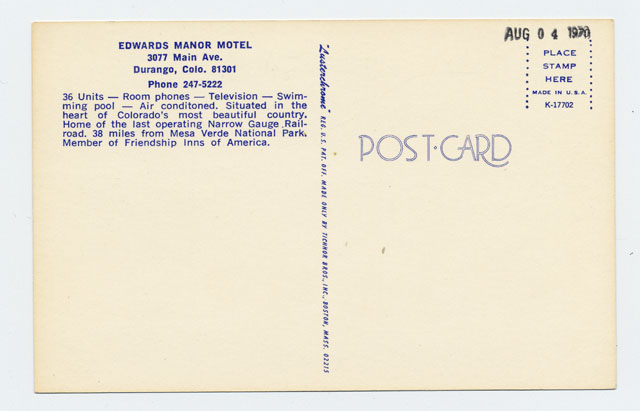 EDWARDS MANOR MOTEL
3077 Main Ave.
Durango, Colo. 81301
Phone 247-5222
36 Units — Room phones — Television — Swim-
ming pool — Air conditoned. Situated in the
heart of Colorado's most beautiful country.
Home of the last operating Narrow Gauge Rail-
road. 38 miles from Mesa Verde National Park.
Member of Friendship Inns of America.
"Lusterchrome" REG. U.S. PAT. OFF. MADE ONLY BY TICHNOR BROS., INC., BOSTON, MASS. 02215
AUG 04 1970
PLACE
STAMP
HERE
MADE IN U.S.A.
K-17702
POST·CARD